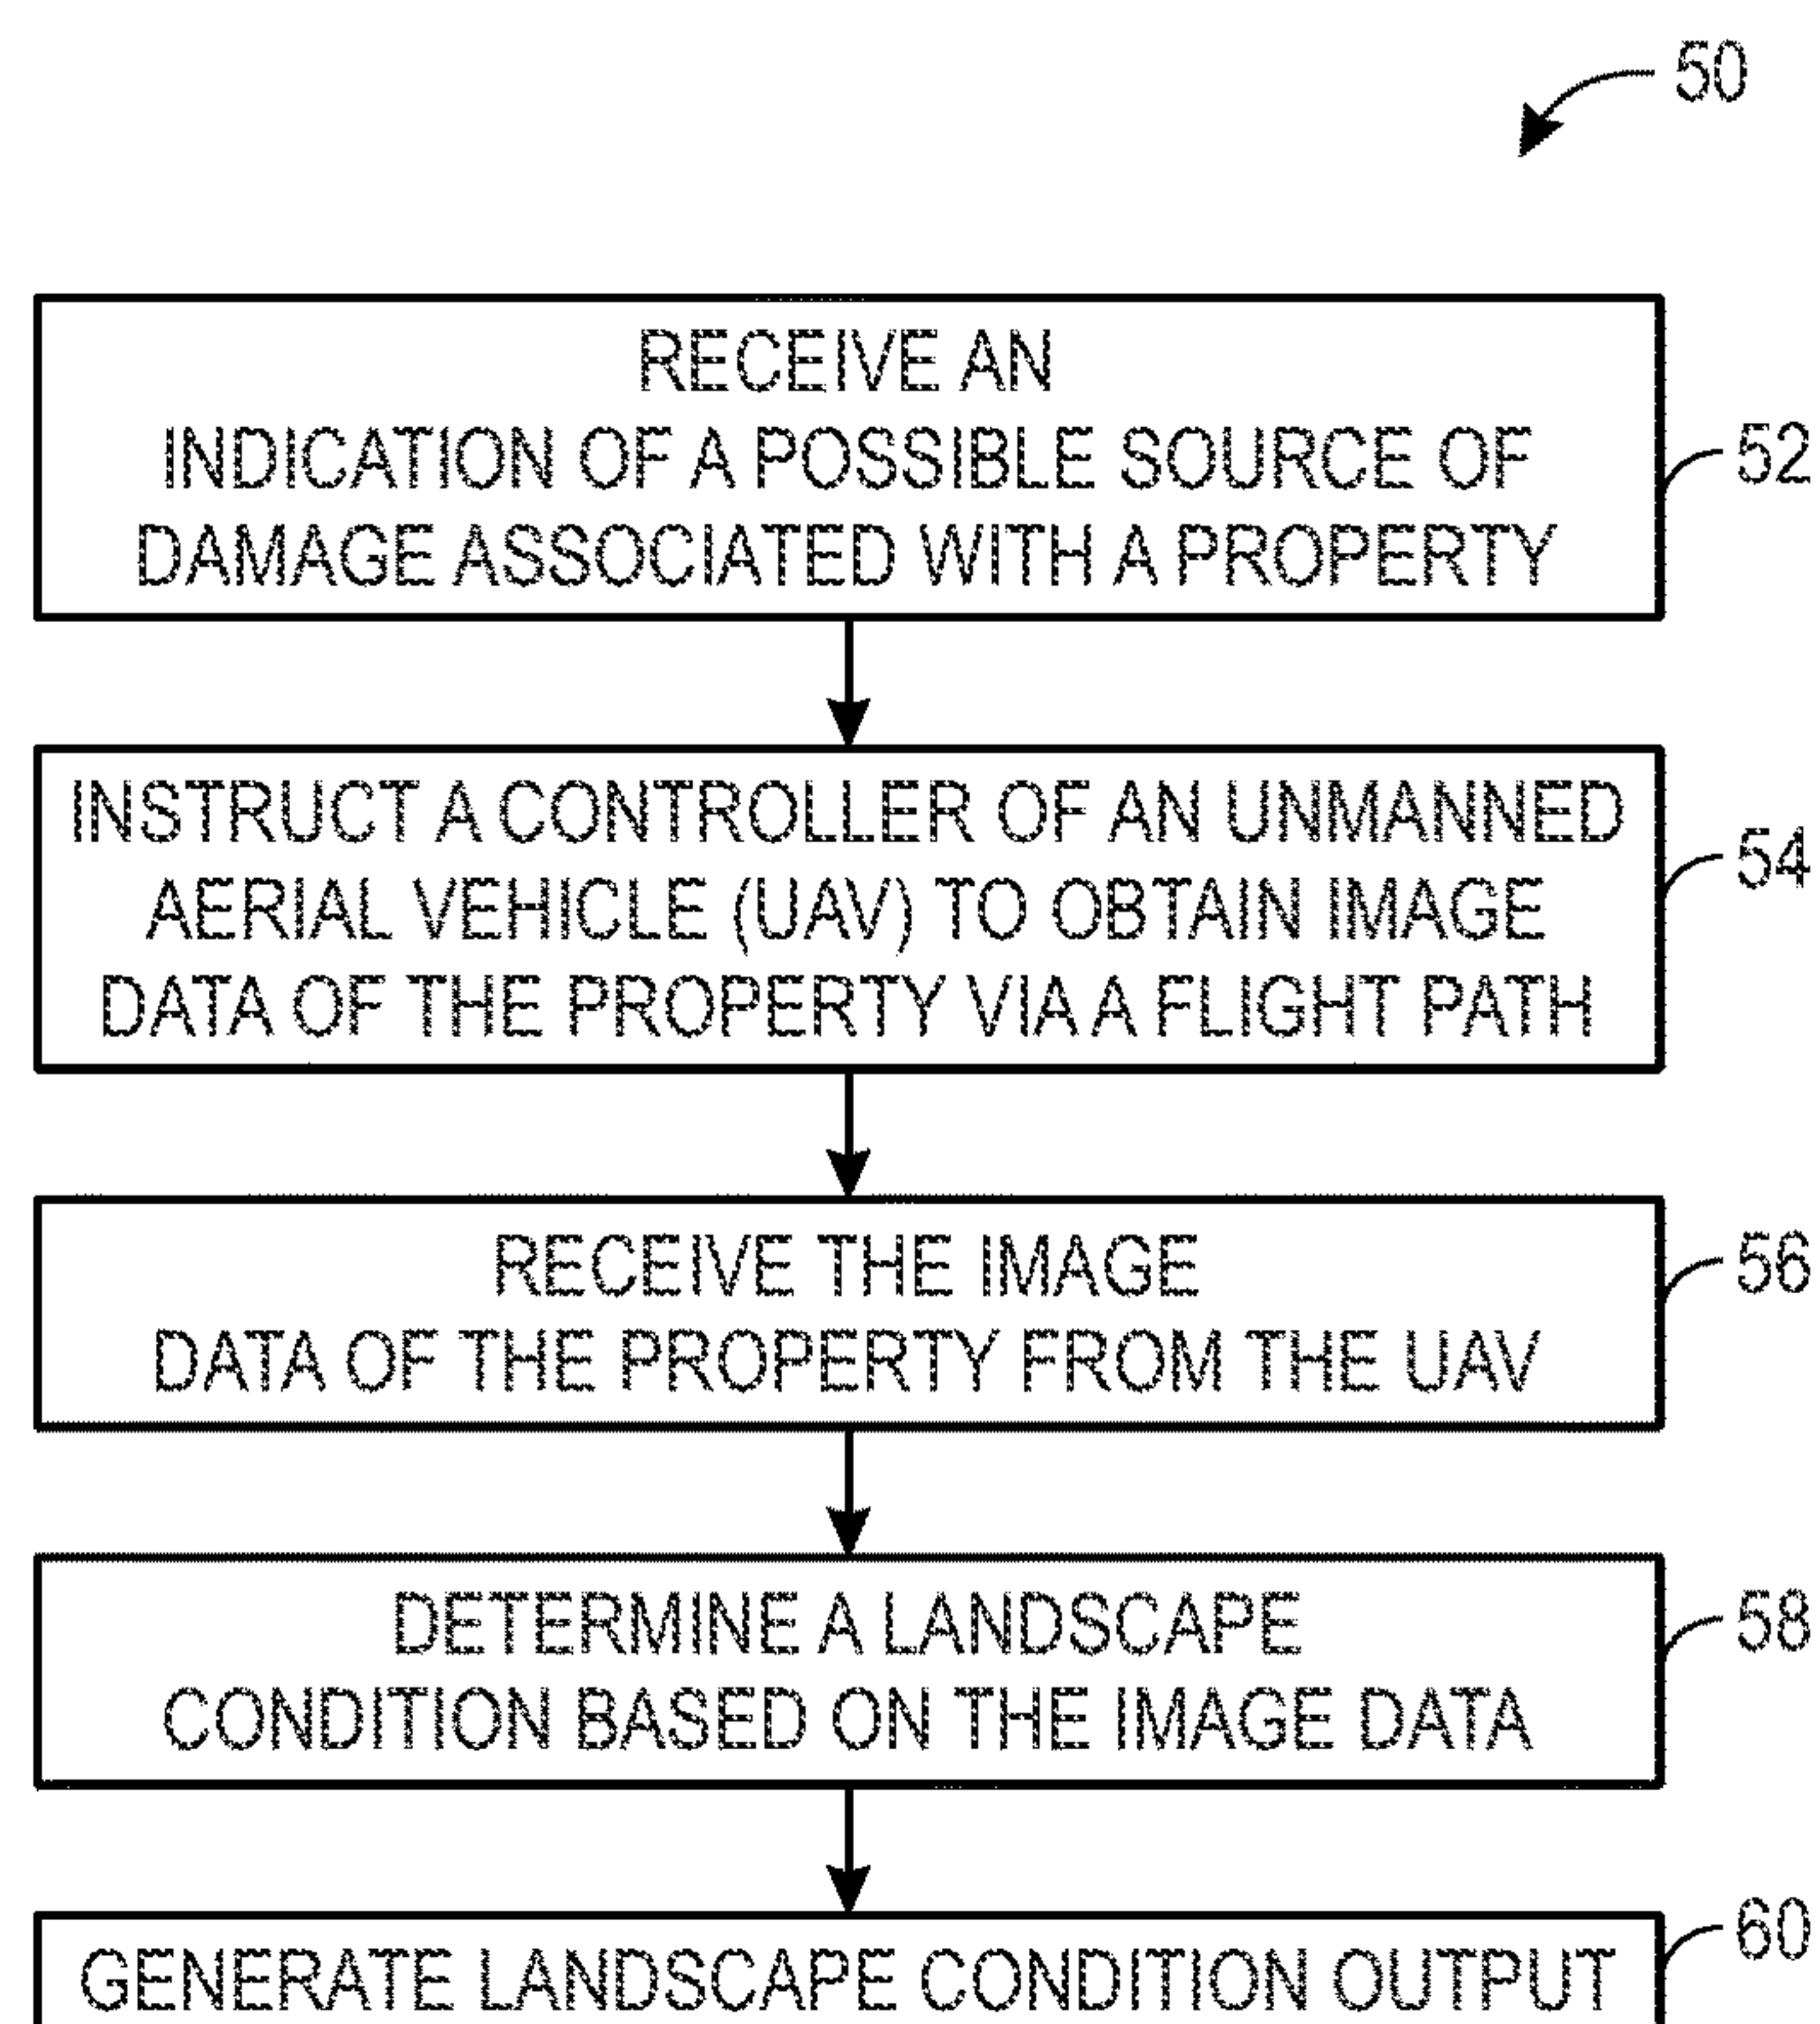 50
RECEIVE AN
INDICATION OF A POSSIBLE SOURCE OF
DAMAGE ASSOCIATED WITH A PROPERTY
52
INSTRUCT A CONTROLLER OF AN UNMANNED
AERIAL VEHICLE (UAV) TO OBTAIN IMAGE
DATA OF THE PROPERTY VIA A FLIGHT PATH
54
RECEIVE THE IMAGE
DATA OF THE PROPERTY FROM THE UAV
56
DETERMINE A LANDSCAPE
CONDITION BASED ON THE IMAGE DATA
58
GENERATE LANDSCAPE CONDITION OUTPUT
60